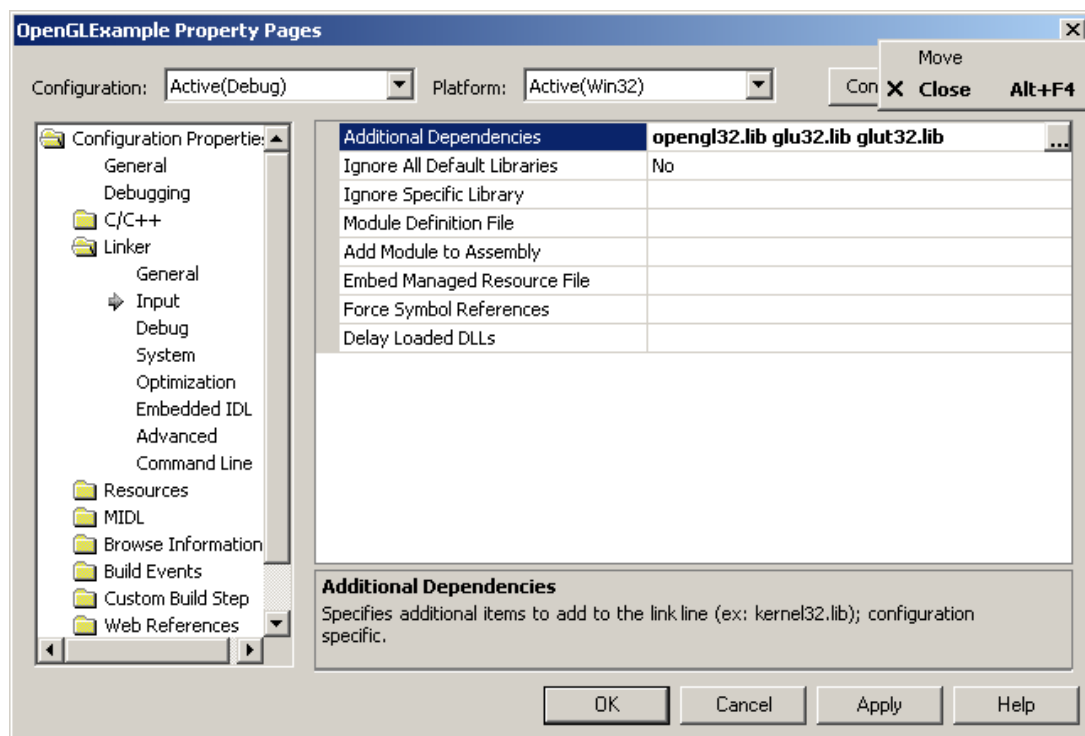 OpenGLExample Property Pages
Move
Close Alt+F4
Configuration: Active(Debug) Platform: Active(Win32) Con
Configuration Properties
General
Debugging
C/C++
Linker
General
Input
Debug
System
Optimization
Embedded IDL
Advanced
Command Line
Resources
MIDL
Browse Information
Build Events
Custom Build Step
Web References
Additional Dependencies opengl32.lib glu32.lib glut32.lib ...
Ignore All Default Libraries No
Ignore Specific Library
Module Definition File
Add Module to Assembly
Embed Managed Resource File
Force Symbol References
Delay Loaded DLLs
Additional Dependencies
Specifies additional items to add to the link line (ex: kernel32.lib); configuration
specific.
OK Cancel Apply Help